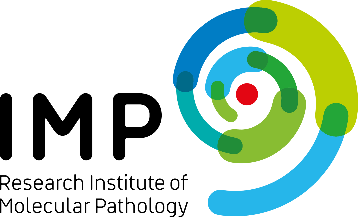 IMP
Research Institute of
Molecular Pathology